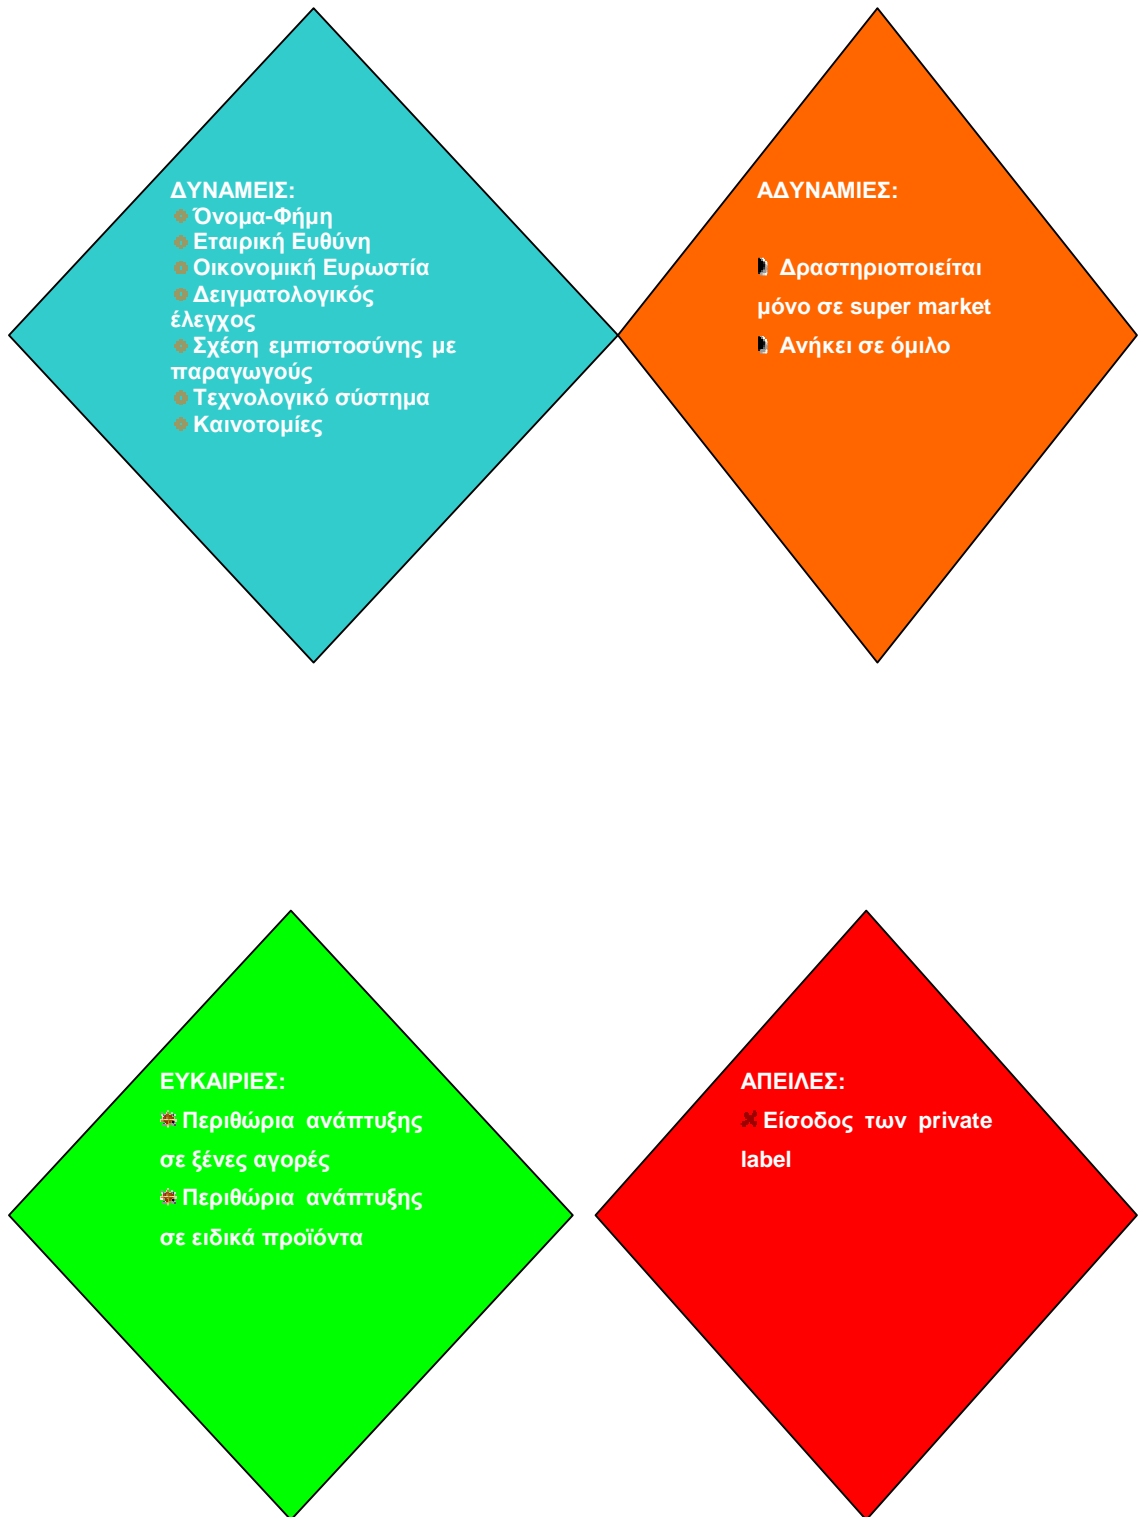 ΔΥΝΑΜΕΙΣ:
Όνομα-Φήμη
Εταιρική Ευθύνη
Οικονομική Ευρωστία
Δειγματολογικός
έλεγχος
Σχέση εμπιστοσύνης με
παραγωγούς
Τεχνολογικό σύστημα
Καινοτομίες
ΑΔΥΝΑΜΙΕΣ:
Δραστηριοποιείται
μόνο σε super market
Ανήκει σε όμιλο
ΕΥΚΑΙΡΙΕΣ:
Περιθώρια ανάπτυξης
σε ξένες αγορές
Περιθώρια ανάπτυξης
σε ειδικά προϊόντα
ΑΠΕΙΛΕΣ:
Είσοδος των private
label